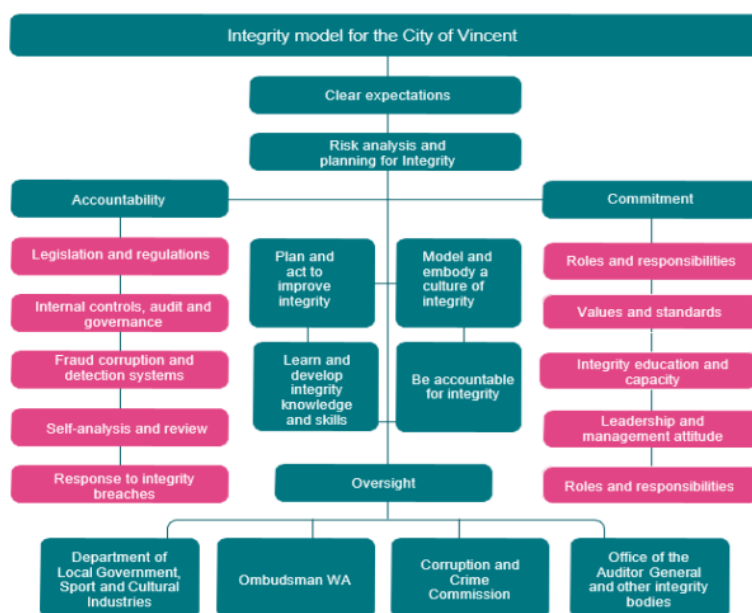 Integrity model for the City of Vincent
Clear expectations
Risk analysis and
planning for Integrity
Accountability
Commitment
Legislation and regulations
Internal controls, audit and
governance
Fraud corruption and
detection systems
Self-analysis and review
Response to integrity
breaches
Plan and
act to
improve
integrity
Model and
embody a
culture of
integrity
Learn and
develop
integrity
knowledge
and skills
Be accountable
for integrity
Roles and responsibilities
Values and standards
Integrity education and
capacity
Leadership and
management attitude
Roles and responsibilities
Oversight
Department of
Local Government,
Sport and Cultural
Industries
Ombudsman WA
Corruption and
Crime
Commission
Office of the
Auditor General
and other integrity
bodies